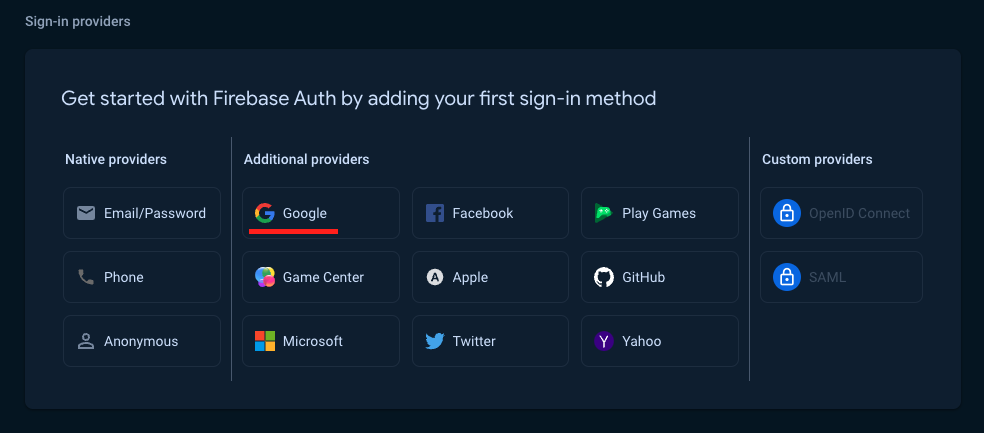 Sign-in providers
Get started with Firebase Auth by adding your first sign-in method
Native providers
Email/Password
Phone
Anonymous
Additional providers
Google
Facebook
Play Games
Game Center
Apple
GitHub
Microsoft
Twitter
Yahoo
Custom providers
OpenID Connect
SAML